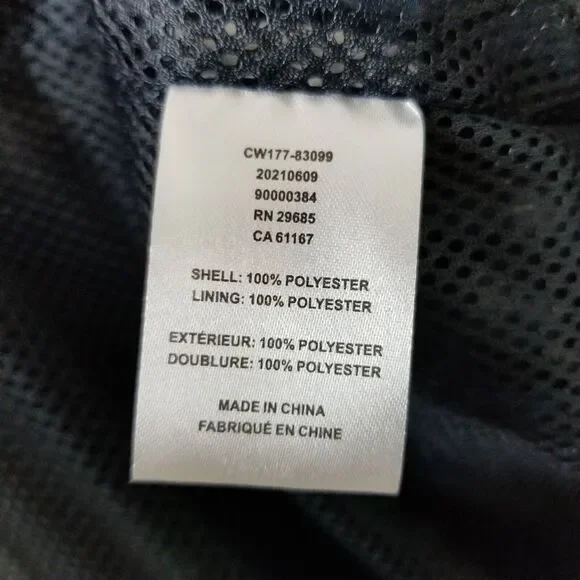 CW177-83099
20210609
90000384
RN 29685
CA 61167
SHELL: 100% POLYESTER
LINING: 100% POLYESTER
EXTÉRIEUR: 100% POLYESTER
DOUBLURE: 100% POLYESTER
MADE IN CHINA
FABRIQUÉ EN CHINE